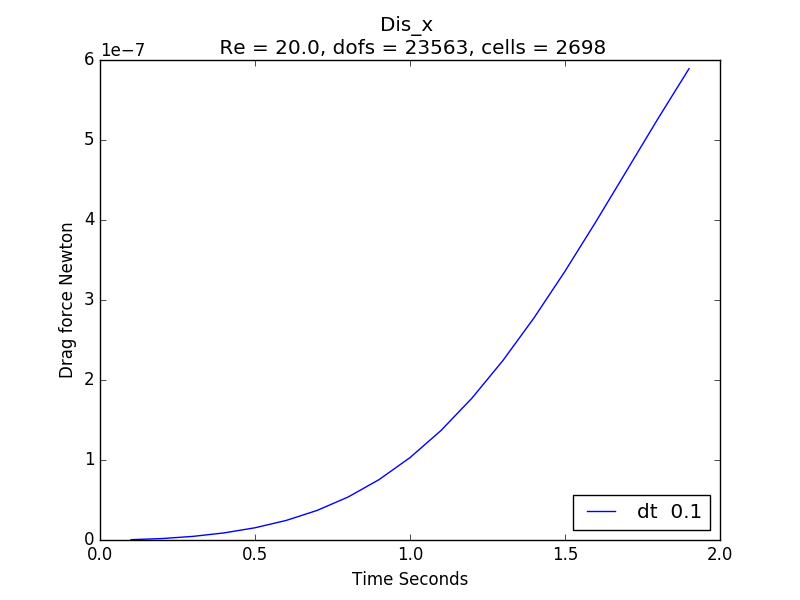 Dis_x
Re = 20.0, dofs = 23563, cells = 2698
1e−7
6
5
4
3
2
1
0
Drag force Newton
0.0 0.5 1.0 1.5 2.0
Time Seconds
dt 0.1